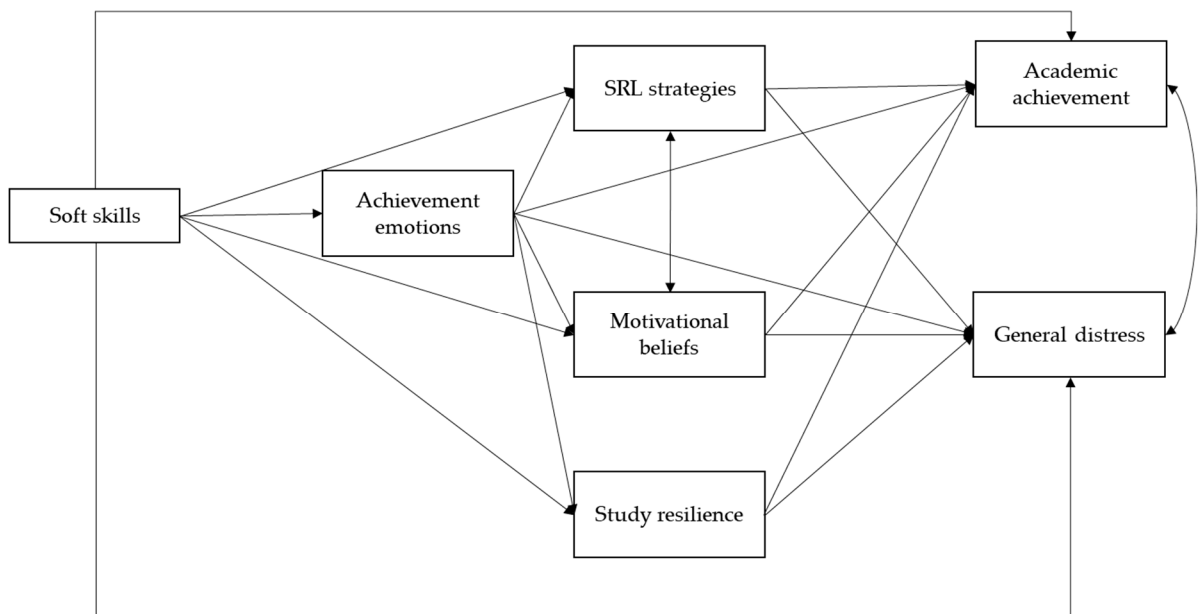 Soft skills
Achievement
emotions
SRL strategies
Motivational
beliefs
Study resilience
Academic
achievement
General distress